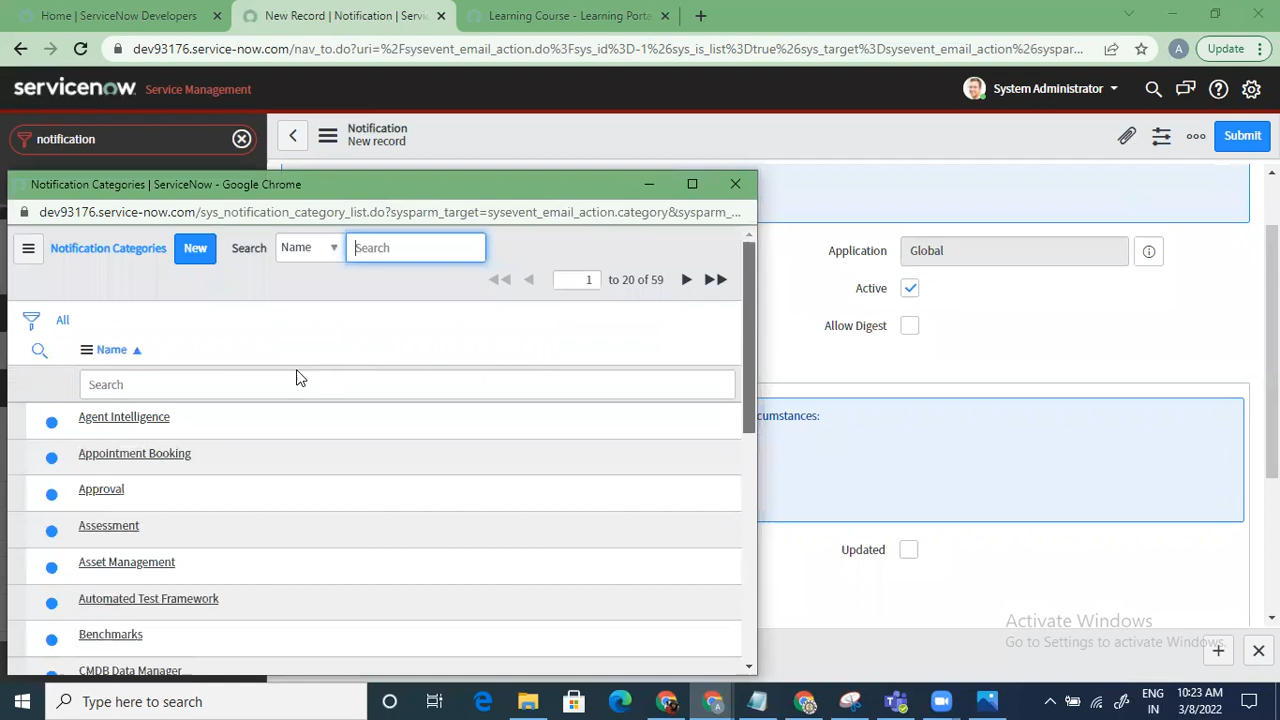 Home | ServiceNow Developers
New Record | Notification | Servic
Learning Course - Learning Porta
dev93176.service-now.com/nav_to.do?uri=%2Fsysevent_email_action.do%3Fsys_id%3D-1%26sys_is_list%3Dtrue%26sys_target%3Dsysevent_email_action%26syspar...
A
Update
servicenow Service Management
System Administrator
notification
Notification
New record
Submit
Notification Categories | ServiceNow - Google Chrome
dev93176.service-now.com/sys_notification_category_list.do?sysparm_target=sysevent_email_action.category&sysparm_...
Notification Categories New Search Name Search
1 to 20 of 59
All
Name
Search
Agent Intelligence
Appointment Booking
Approval
Assessment
Asset Management
Automated Test Framework
Benchmarks
CMDB Data Manager
Application Global
Active
Allow Digest
cumstances:
Updated
Activate Windows
Go to Settings to activate Windows.
Type here to search
ENG
IN
10:23 AM
3/8/2022